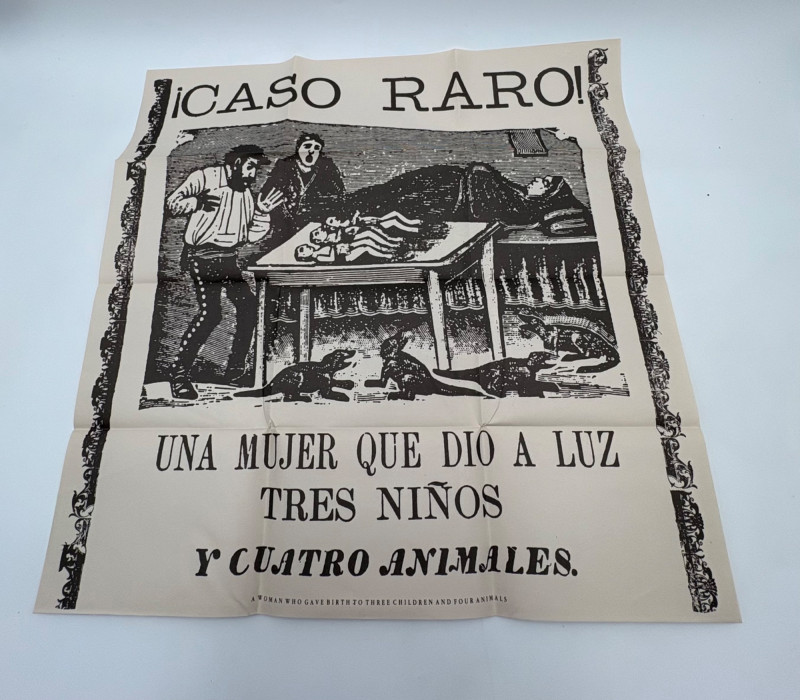 ¡CASO RARO!
UNA MUJER QUE DIO A LUZ
TRES NIÑOS
Y CUATRO ANIMALES.
A WOMAN WHO GAVE BIRTH TO THREE CHILDREN AND FOUR ANIMALS